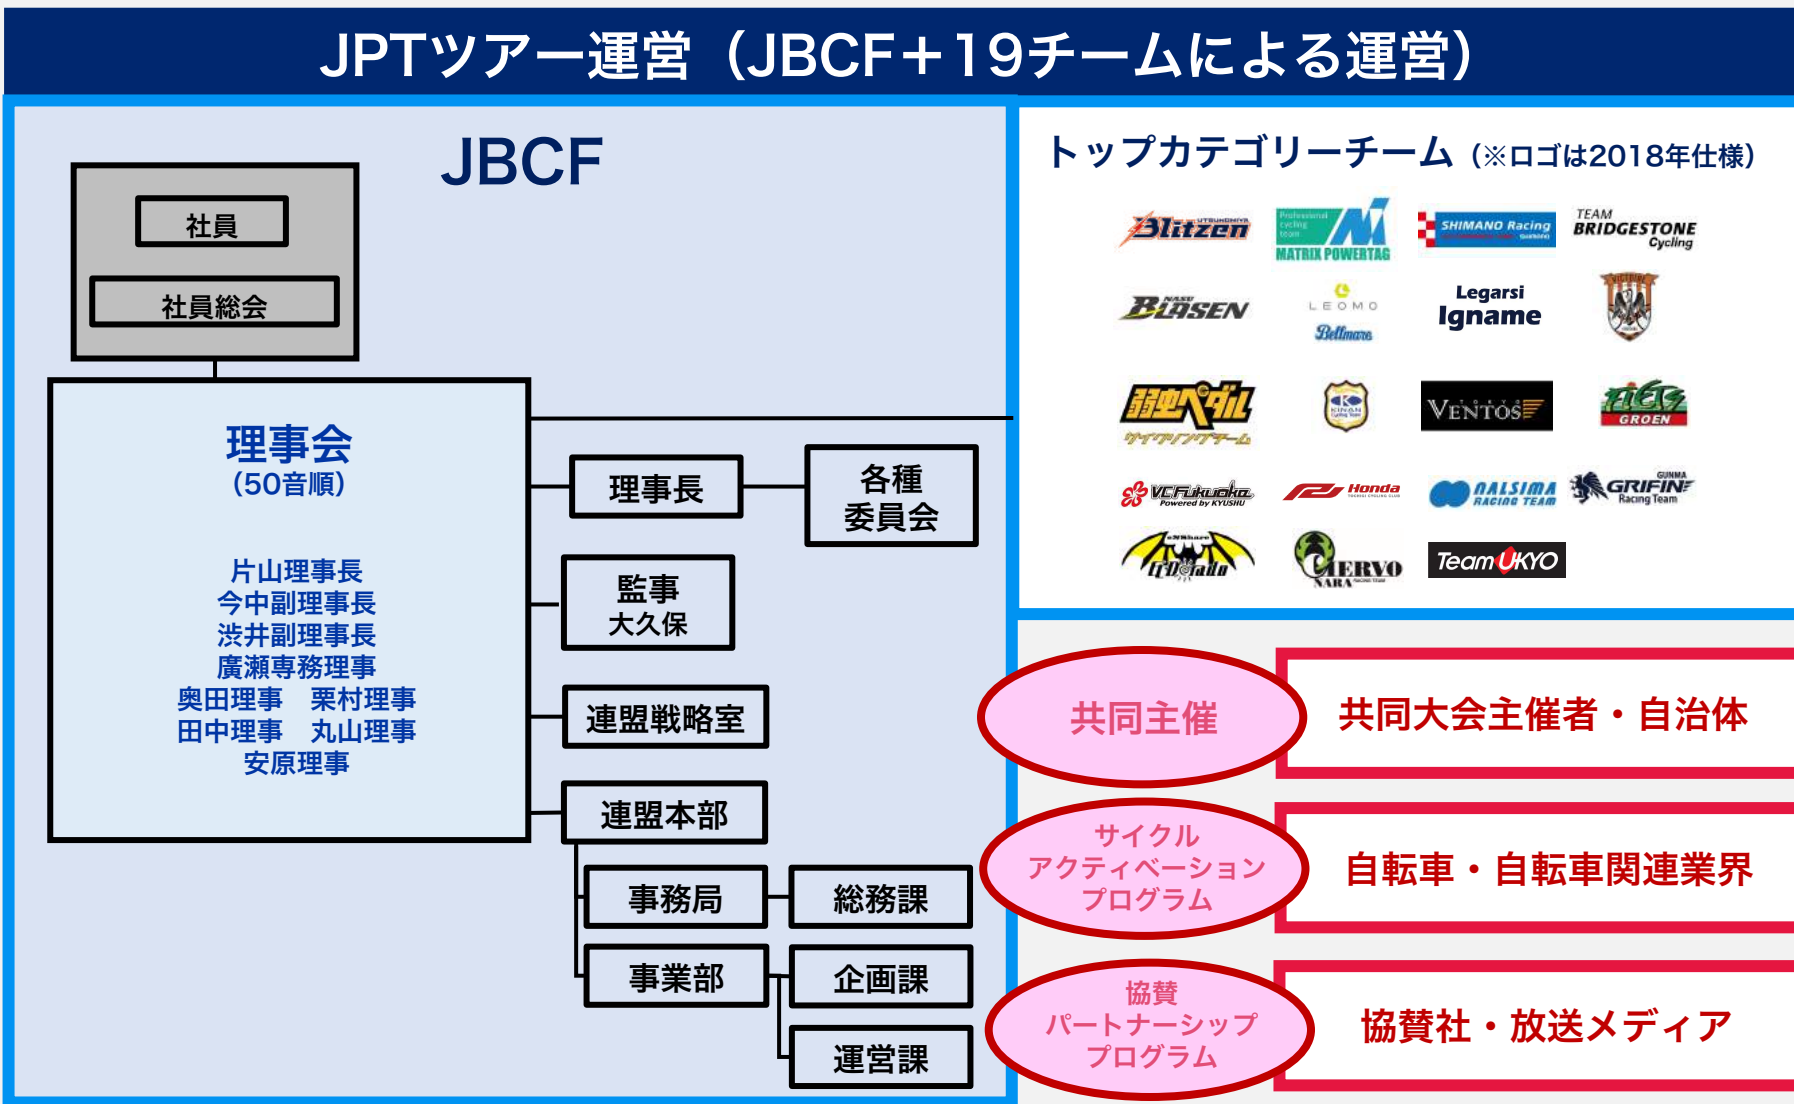 JPTツアー運営（JBCF＋19チームによる運営）
JBCF
社員
社員総会
理事会
（50音順）
片山理事長
今中副理事長
渋井副理事長
廣瀬専務理事
奥田理事　栗村理事
田中理事　丸山理事
安原理事
理事長
各種
委員会
監事
大久保
連盟戦略室
連盟本部
事務局
総務課
事業部
企画課
運営課
トップカテゴリーチーム（※ロゴは2018年仕様）
UTSUNOMIYA
Blitzen
Professional
cycling
team
MATRIX POWERTAG
SHIMANO Racing
TEAM
BRIDGESTONE
Cycling
NASU
BLASEN
LEOMO
Bellmare
Legarsi
Igname
VICTOIRE
弱虫ペダル
サイクリングチーム
KINAN
Cycling Team
TOKYO
VENTOS
FIETS
GROEN
VC Fukuoka
Powered by KYUSHU
Honda
NALSIMA
RACING TEAM
GUNMA
GRIFIN
Racing Team
eNShare
CIERVO
NARA
Team UKYO
共同主催
共同大会主催者・自治体
サイクル
アクティベーション
プログラム
自転車・自転車関連業界
協賛
パートナーシップ
プログラム
協賛社・放送メディア